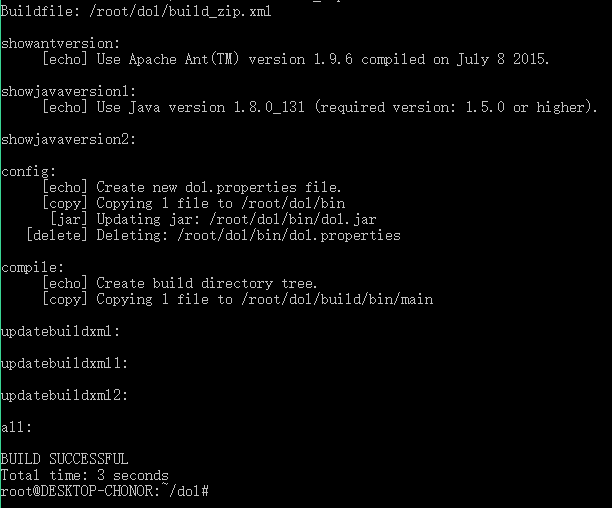 Buildfile: /root/dol/build_zip.xml
showantversion:
[echo] Use Apache Ant(TM) version 1.9.6 compiled on July 8 2015.
showjavaversion1:
[echo] Use Java version 1.8.0_131 (required version: 1.5.0 or higher).
showjavaversion2:
config:
[echo] Create new dol.properties file.
[copy] Copying 1 file to /root/dol/bin
[jar] Updating jar: /root/dol/bin/dol.jar
[delete] Deleting: /root/dol/bin/dol.properties
compile:
[echo] Create build directory tree.
[copy] Copying 1 file to /root/dol/build/bin/main
updatebuildxml:
updatebuildxml1:
updatebuildxml2:
all:
BUILD SUCCESSFUL
Total time: 3 seconds
root@DESKTOP-CHONOR:~/dol#